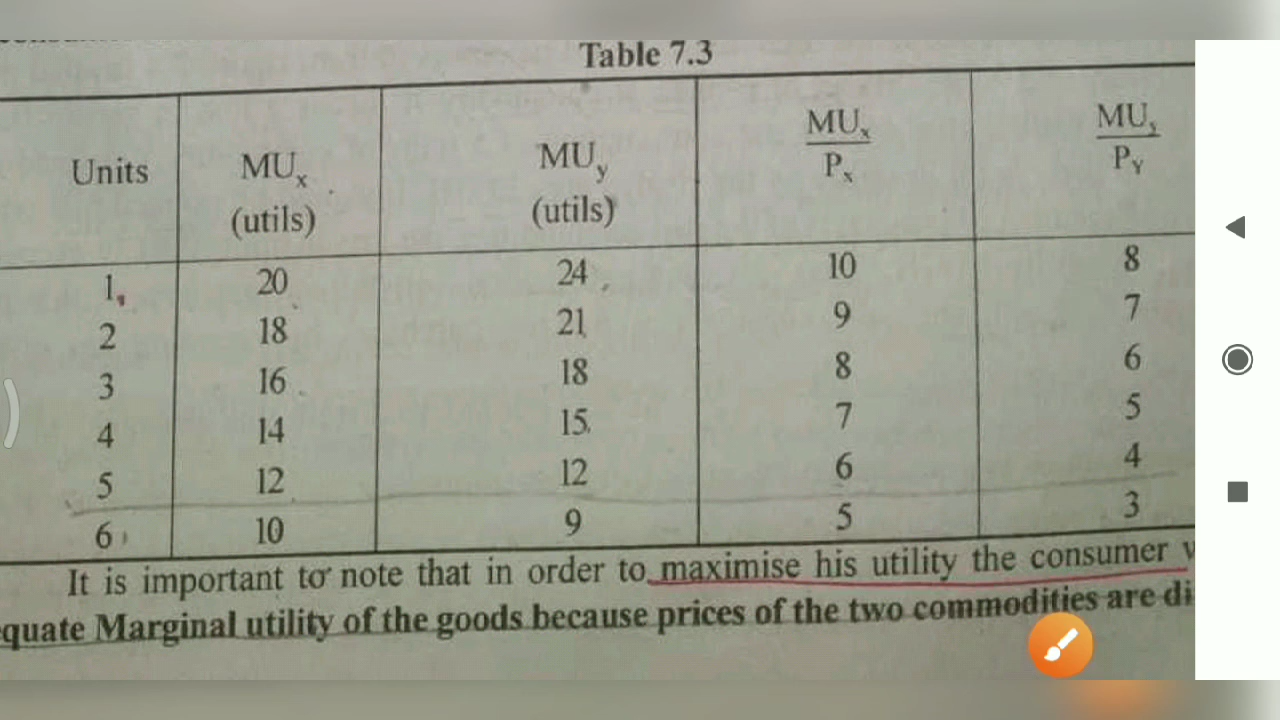 Table 7.3
Units MUx (utils) MUy (utils) MUx/Px MUy/PY
1 20 24 10 8
2 18 21 9 7
3 16 18 8 6
4 14 15 7 5
5 12 12 6 4
6 10 9 5 3
It is important to note that in order to maximise his utility the consumer
quate Marginal utility of the goods because prices of the two commodities are di